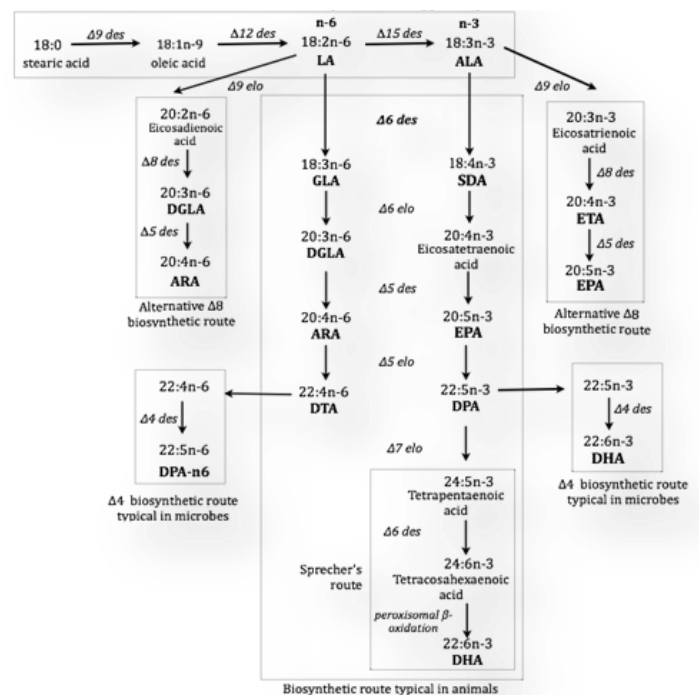 n-6
n-3
18:0
stearic acid
Δ9 des
18:1n-9
oleic acid
Δ12 des
18:2n-6
LA
Δ15 des
18:3n-3
ALA
Δ9 elo
Δ9 elo
20:2n-6
Eicosadienoic
acid
Δ8 des
20:3n-6
DGLA
Δ5 des
20:4n-6
ARA
Alternative Δ8
biosynthetic route
Δ6 des
18:3n-6
GLA
18:4n-3
SDA
Δ6 elo
20:3n-6
DGLA
20:4n-3
Eicosatetraenoic
acid
Δ5 des
20:4n-6
ARA
20:5n-3
EPA
Δ5 elo
22:4n-6
DTA
22:5n-3
DPA
20:3n-3
Eicosatrienoic
acid
Δ8 des
20:4n-3
ETA
Δ5 des
20:5n-3
EPA
Alternative Δ8
biosynthetic route
22:4n-6
Δ4 des
22:5n-6
DPA-n6
Δ4 biosynthetic route
typical in microbes
22:5n-3
Δ4 des
22:6n-3
DHA
Δ4 biosynthetic route
typical in microbes
Δ7 elo
24:5n-3
Tetrapentaenoic
acid
Δ6 des
Sprecher's
route
24:6n-3
Tetracosahexaenoic
acid
peroxisomal β-
oxidation
22:6n-3
DHA
Biosynthetic route typical in animals